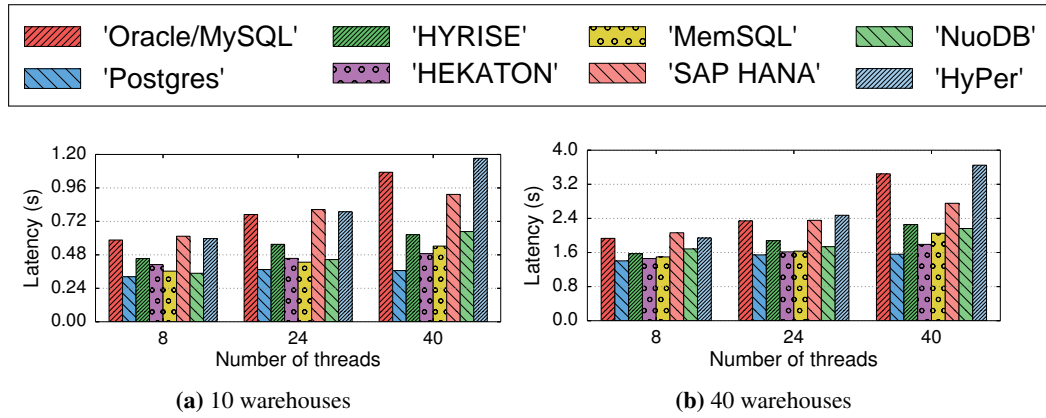 'Oracle/MySQL' 'HYRISE' 'MemSQL' 'NuoDB'
'Postgres' 'HEKATON' 'SAP HANA' 'HyPer'
Latency (s)
1.20
0.96
0.72
0.48
0.24
0.00
8 24 40
Number of threads
(a) 10 warehouses
Latency (s)
4.0
3.2
2.4
1.6
0.8
0.0
8 24 40
Number of threads
(b) 40 warehouses